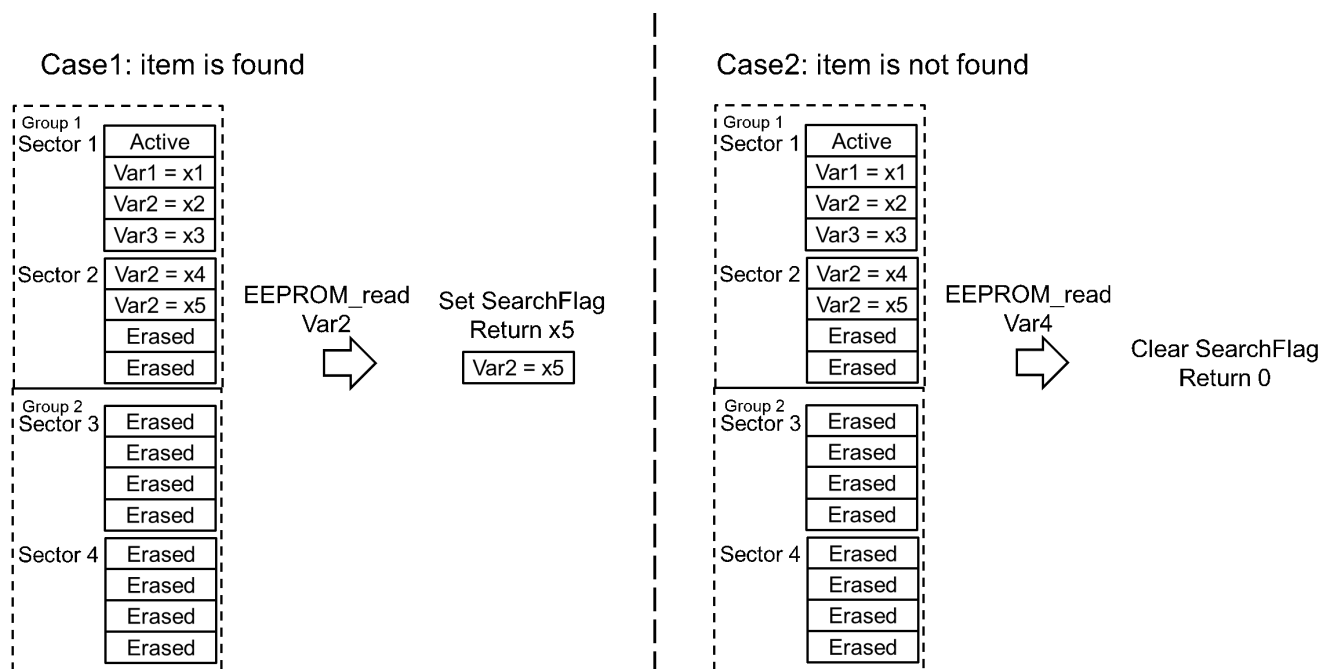 Case1: item is found
Group 1
Sector 1
Active
Var1 = x1
Var2 = x2
Var3 = x3
Sector 2
Var2 = x4
Var2 = x5
Erased
Erased
Group 2
Sector 3
Erased
Erased
Erased
Erased
Sector 4
Erased
Erased
Erased
Erased
EEPROM_read
Var2
Set SearchFlag
Return x5
Var2 = x5
Case2: item is not found
Group 1
Sector 1
Active
Var1 = x1
Var2 = x2
Var3 = x3
Sector 2
Var2 = x4
Var2 = x5
Erased
Erased
Group 2
Sector 3
Erased
Erased
Erased
Erased
Sector 4
Erased
Erased
Erased
Erased
EEPROM_read
Var4
Clear SearchFlag
Return 0